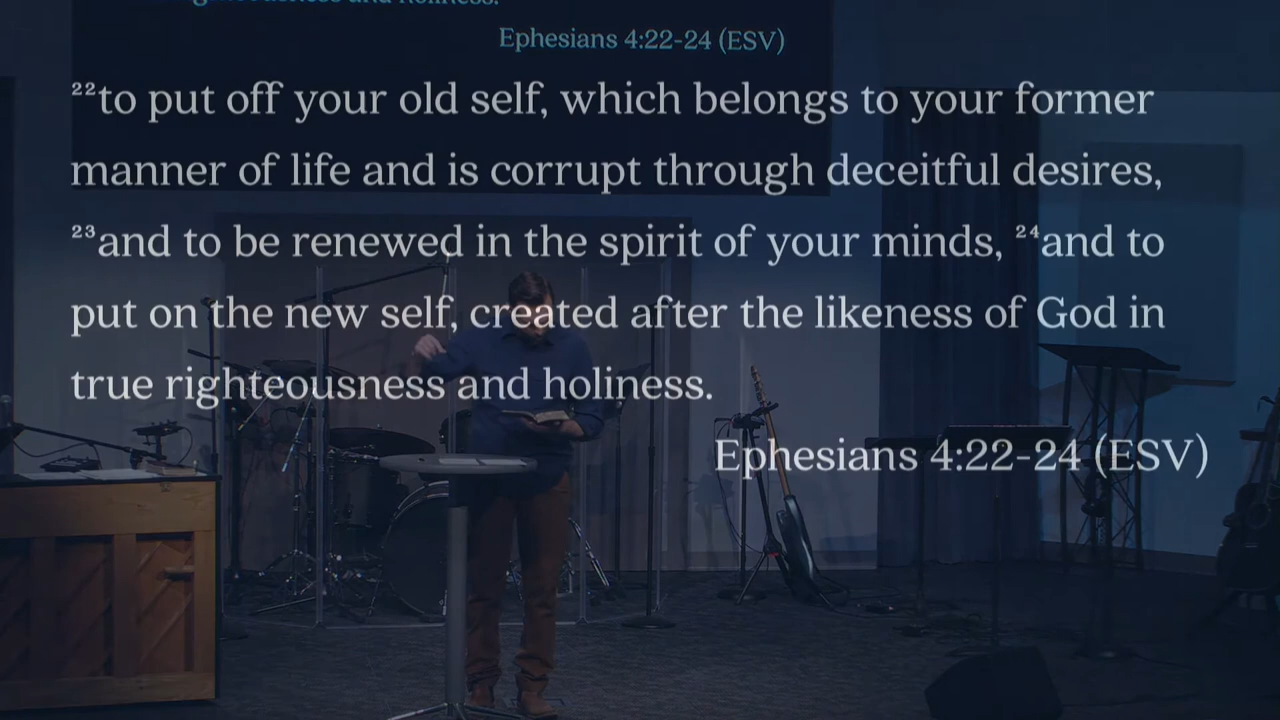 righteousness and holiness.
Ephesians 4:22-24 (ESV)
²²to put off your old self, which belongs to your former
manner of life and is corrupt through deceitful desires,
²³and to be renewed in the spirit of your minds, ²⁴and to
put on the new self, created after the likeness of God in
true righteousness and holiness.
Ephesians 4:22-24 (ESV)